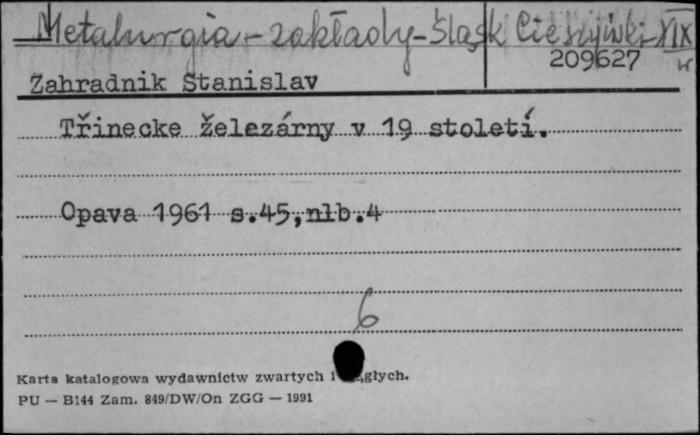 Metalurgia - zakłady - Śląsk Cieszyński XIX w
209627
Zahradnik Stanislav
Třinecke železárny v 19 století.
Opava 1961 s.45,nlb.4
6
Karta katalogowa wydawnictw zwartych i głych.
PU — B144 Zam. 849/DW/On ZGG — 1991